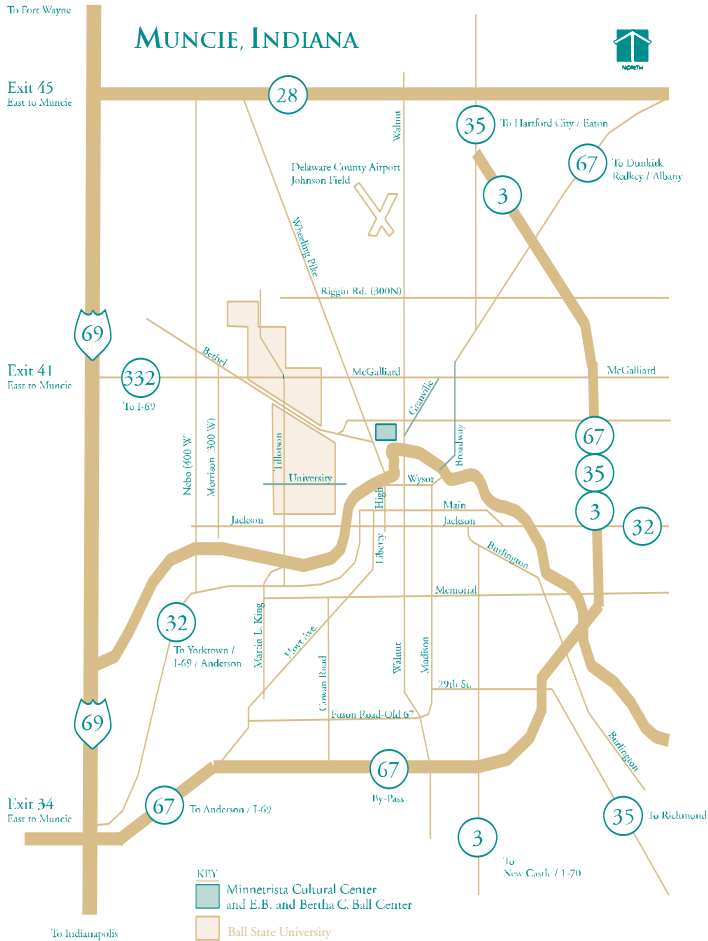 To Fort Wayne
MUNCIE, INDIANA
NORTH
Exit 45
East to Muncie
28
Walnut
35
To Hartford City / Eaton
67
To Dunkirk
Redkey / Albany
3
Delaware County Airport
Johnson Field
Wheeling Pike
Riggin Rd. (300N)
69
Bethel
Exit 41
East to Muncie
332
To I-69
McGalliard
McGalliard
Granville
Broadway
67
35
3
32
Nebo (400 W
Morrison (300 W)
Tillotson
University
High
Wysor
Main
Jackson
Jackson
Liberty
Burlington
Memorial
32
To Yorktown /
I-69 / Anderson
Martin L. King
Hoyt Ave.
Cowan Road
Walnut
Madison
29th St.
Fuson Road-Old 67
69
Burlington
67
By-Pass
Exit 34
East to Muncie
67
To Anderson / I-69
35
To Richmond
3
To
New Castle / I-70
KEY
Minnetrista Cultural Center
and E.B. and Bertha C. Ball Center
Ball State University
To Indianapolis